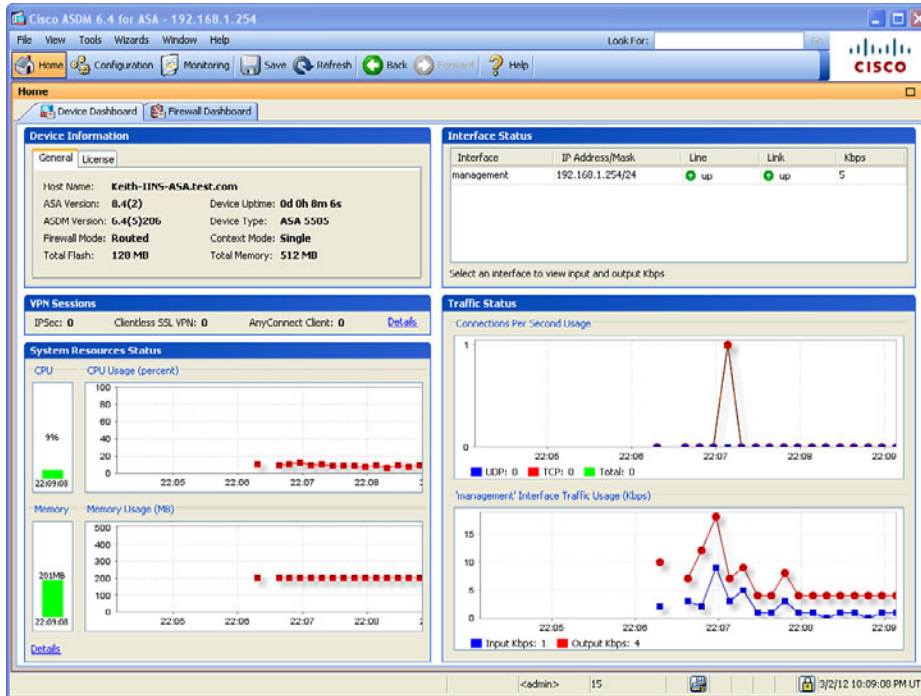 Cisco ASDM 6.4 for ASA - 192.168.1.254
File View Tools Wizards Window Help
Look For:
Go
Home Configuration Monitoring Save Refresh Back Forward Help
CISCO
Home
Device Dashboard Firewall Dashboard
Device Information
General License
Host Name: Keith-IINS-ASA.test.com
ASA Version: 8.4(2) Device Uptime: 0d 0h 8m 6s
ASDM Version: 6.4(5)206 Device Type: ASA 5505
Firewall Mode: Routed Context Mode: Single
Total Flash: 128 MB Total Memory: 512 MB
Interface Status
Interface IP Address/Mask Line Link Kbps
management 192.168.1.254/24 up up 5
Select an interface to view input and output Kbps
VPN Sessions
IPSec: 0 Clientless SSL VPN: 0 AnyConnect Client: 0 Details
System Resources Status
CPU
9%
22:09:08
CPU Usage (percent)
100
80
60
40
20
0
22:05 22:06 22:07 22:08
Memory
201MB
22:09:08
Memory Usage (MB)
500
400
300
200
100
0
22:05 22:06 22:07 22:08
Details
Traffic Status
Connections Per Second Usage
1
0
22:05 22:06 22:07 22:08 22:09
UDP: 0 TCP: 0 Total: 0
'management' Interface Traffic Usage (Kbps)
15
10
5
0
22:05 22:06 22:07 22:08 22:09
Input Kbps: 1 Output Kbps: 4
<admin> 15 3/2/12 10:09:08 PM UT